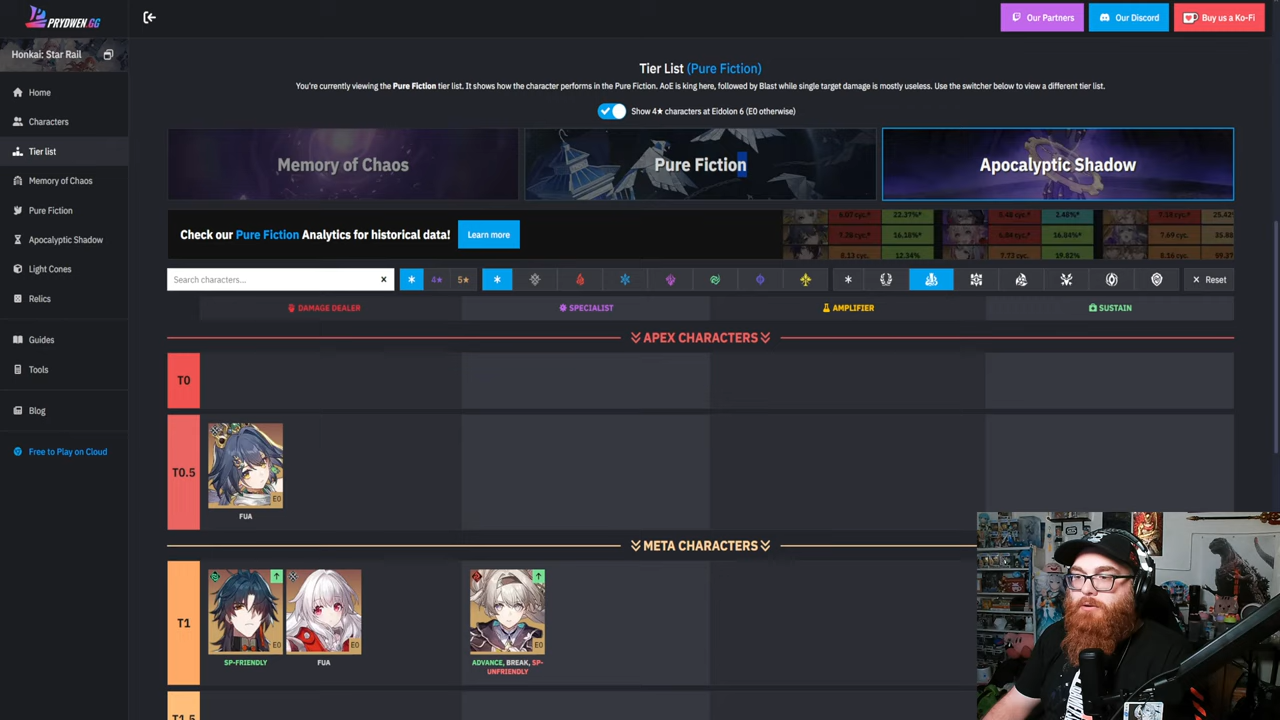 PRYDWEN.GG
Our Partners
Our Discord
Buy us a Ko-Fi
Honkai: Star Rail
Home
Characters
Tier list
Memory of Chaos
Pure Fiction
Apocalyptic Shadow
Light Cones
Relics
Guides
Tools
Blog
Free to Play on Cloud
Tier List (Pure Fiction)
You're currently viewing the Pure Fiction tier list. It shows how the character performs in the Pure Fiction. AoE is king here, followed by Blast while single target damage is mostly useless. Use the switcher below to view a different tier list.
Show 4★ characters at Eidolon 6 (E0 otherwise)
Memory of Chaos
Pure Fiction
Apocalyptic Shadow
Check our Pure Fiction Analytics for historical data!
Learn more
Search characters...
×
4★
5★
× Reset
DAMAGE DEALER
SPECIALIST
AMPLIFIER
SUSTAIN
APEX CHARACTERS
T0
T0.5
E0
FUA
META CHARACTERS
T1
E0
SP-FRIENDLY
E0
FUA
E0
ADVANCE, BREAK, SP-
UNFRIENDLY
T1.5